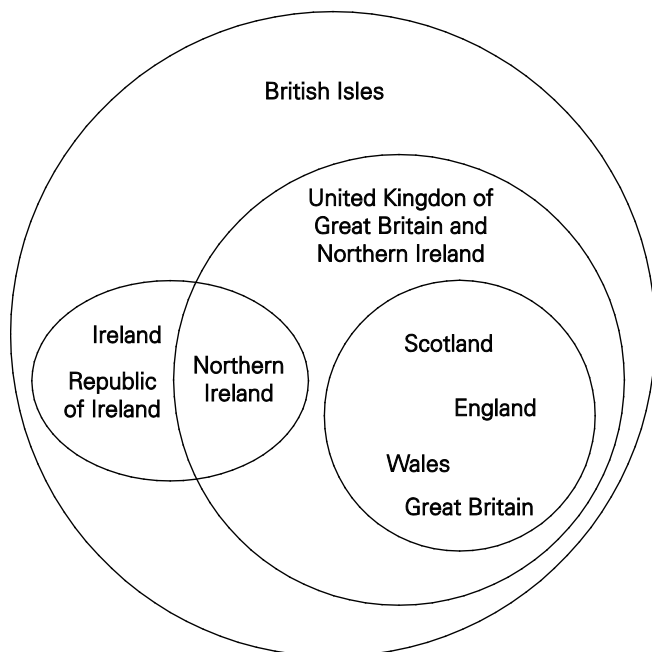 British Isles
United Kingdon of
Great Britain and
Northern Ireland
Ireland
Republic
of Ireland
Northern
Ireland
Scotland
England
Wales
Great Britain